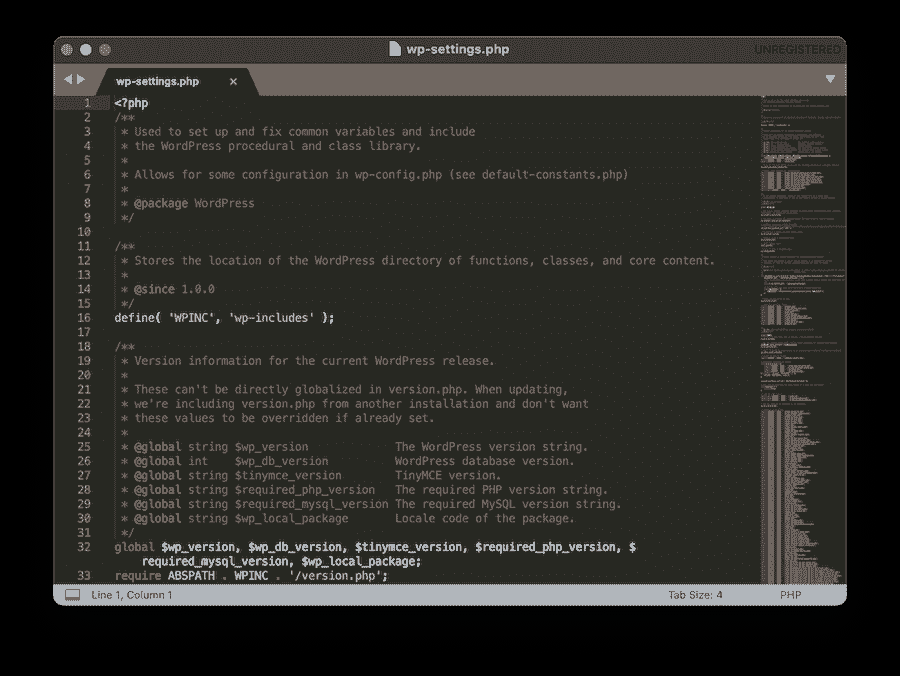 wp-settings.php
UNREGISTERED
wp-settings.php ×
1 <?php
2 /**
3  * Used to set up and fix common variables and include
4  * the WordPress procedural and class library.
5  *
6  * Allows for some configuration in wp-config.php (see default-constants.php)
7  *
8  * @package WordPress
9  */
10
11 /**
12  * Stores the location of the WordPress directory of functions, classes, and core content.
13  *
14  * @since 1.0.0
15  */
16 define( 'WPINC', 'wp-includes' );
17
18 /**
19  * Version information for the current WordPress release.
20  *
21  * These can't be directly globalized in version.php. When updating,
22  * we're including version.php from another installation and don't want
23  * these values to be overridden if already set.
24  *
25  * @global string $wp_version            The WordPress version string.
26  * @global int    $wp_db_version         WordPress database version.
27  * @global string $tinymce_version       TinyMCE version.
28  * @global string $required_php_version  The required PHP version string.
29  * @global string $required_mysql_version The required MySQL version string.
30  * @global string $wp_local_package      Locale code of the package.
31  */
32 global $wp_version, $wp_db_version, $tinymce_version, $required_php_version, $
required_mysql_version, $wp_local_package;
33 require ABSPATH . WPINC . '/version.php';
Line 1, Column 1 Tab Size: 4 PHP